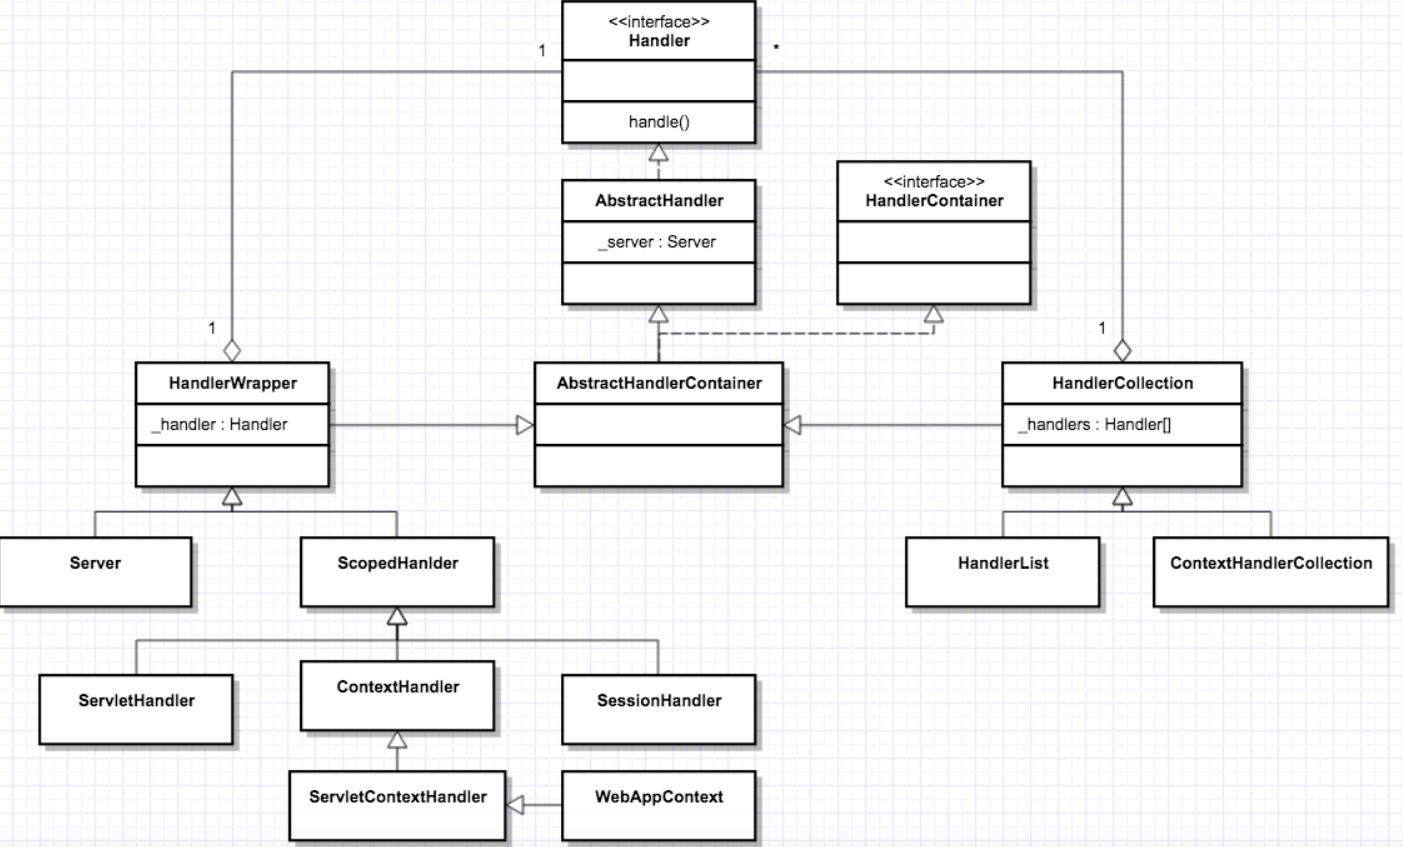 <<interface>>
Handler
1
*
handle()
<<interface>>
HandlerContainer
AbstractHandler
_server : Server
1
1
HandlerWrapper
_handler : Handler
AbstractHandlerContainer
HandlerCollection
_handlers : Handler[]
Server
ScopedHanlder
HandlerList
ContextHandlerCollection
ServletHandler
ContextHandler
SessionHandler
ServletContextHandler
WebAppContext